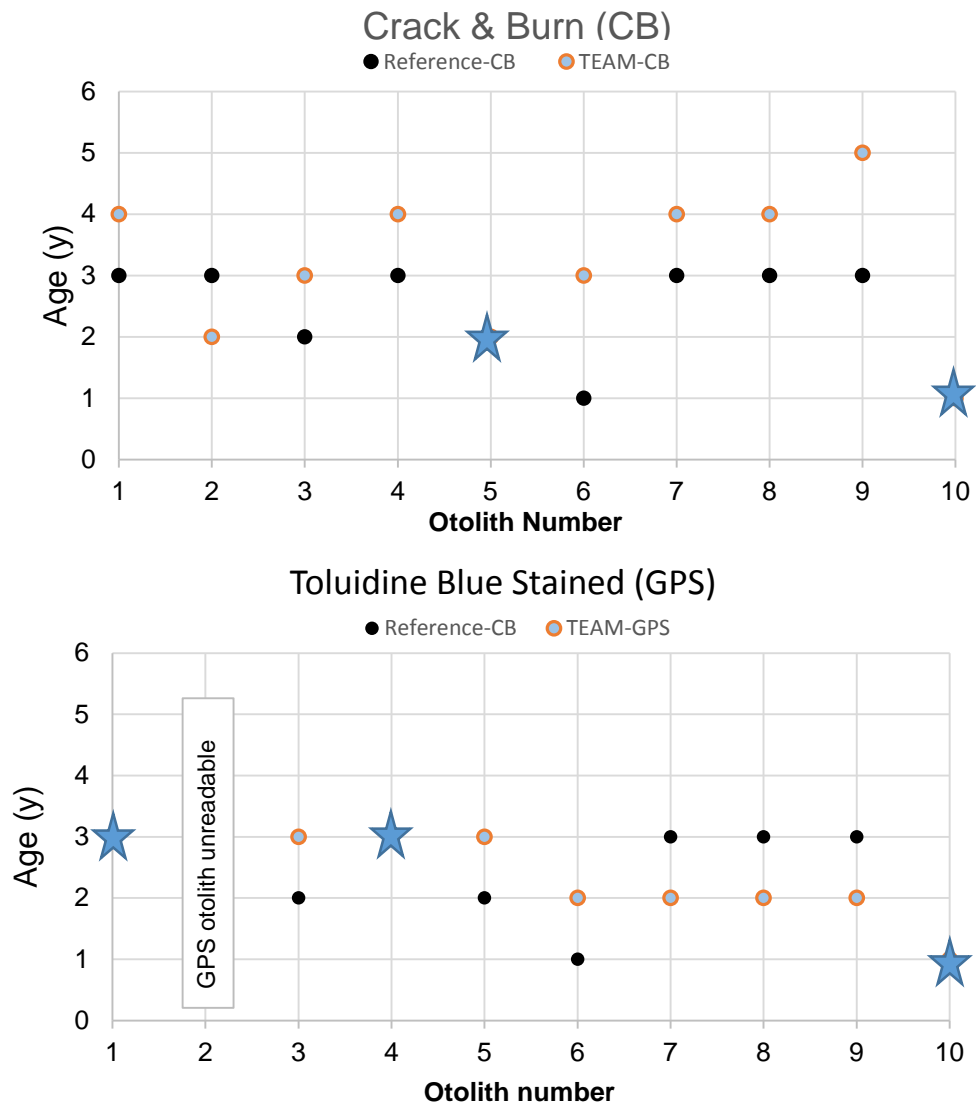 Crack & Burn (CB)
Reference-CB TEAM-CB
6
5
4
3
2
1
0
Age (y)
1 2 3 4 5 6 7 8 9 10
Otolith Number
Toluidine Blue Stained (GPS)
Reference-CB TEAM-GPS
6
5
4
3
2
1
0
Age (y)
GPS otolith unreadable
1 2 3 4 5 6 7 8 9 10
Otolith number